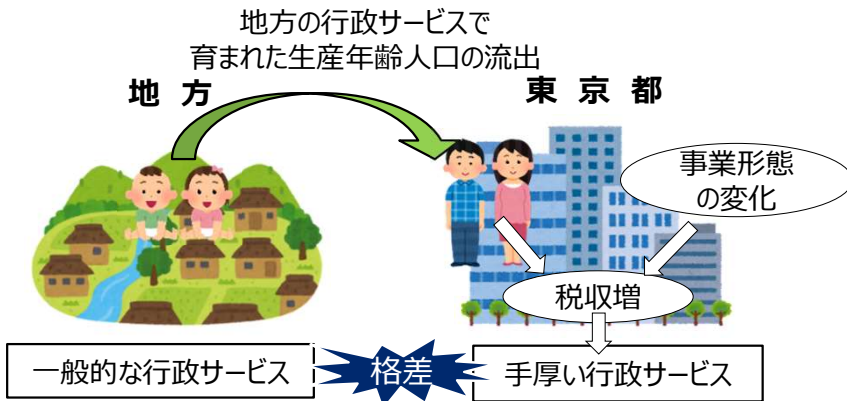 地方の行政サービスで
育まれた生産年齢人口の流出
地 方
東 京 都
事業形態
の変化
税収増
一般的な行政サービス
格差
手厚い行政サービス